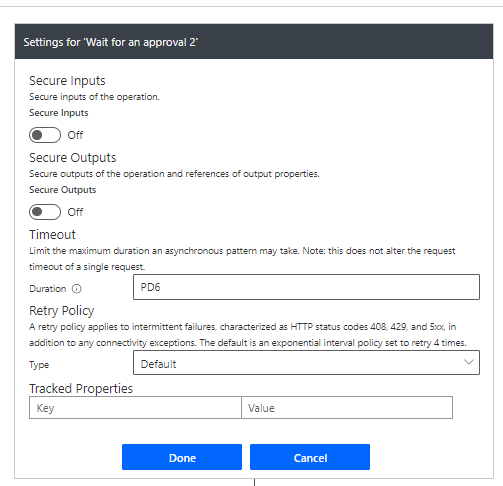 Settings for 'Wait for an approval 2'
Secure Inputs
Secure inputs of the operation.
Secure Inputs
Off
Secure Outputs
Secure outputs of the operation and references of output properties.
Secure Outputs
Off
Timeout
Limit the maximum duration an asynchronous pattern may take. Note: this does not alter the request
timeout of a single request.
Duration PD6
Retry Policy
A retry policy applies to intermittent failures, characterized as HTTP status codes 408, 429, and 5xx, in
addition to any connectivity exceptions. The default is an exponential interval policy set to retry 4 times.
Type Default
Tracked Properties
Key Value
Done Cancel